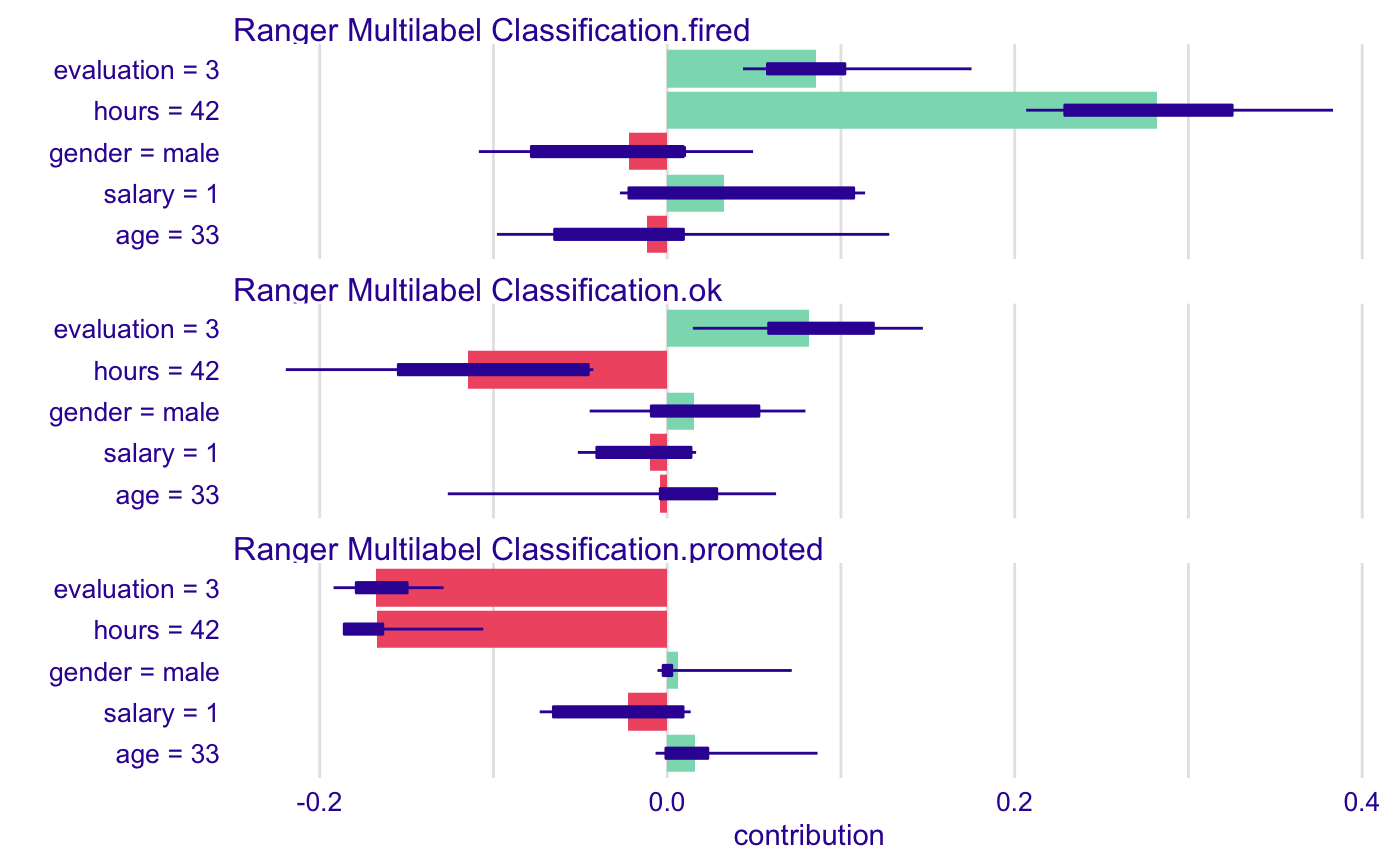 Ranger Multilabel Classification.fired
evaluation = 3
hours = 42
gender = male
salary = 1
age = 33
Ranger Multilabel Classification.ok
evaluation = 3
hours = 42
gender = male
salary = 1
age = 33
Ranger Multilabel Classification.promoted
evaluation = 3
hours = 42
gender = male
salary = 1
age = 33
-0.2 0.0 0.2 0.4
contribution